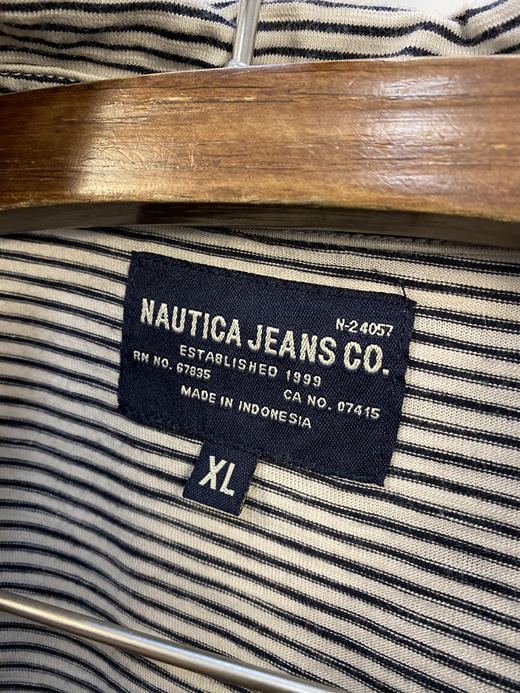 N-24057
NAUTICA JEANS CO.
ESTABLISHED 1999
RN NO. 67835 CA NO. 07415
MADE IN INDONESIA
XL